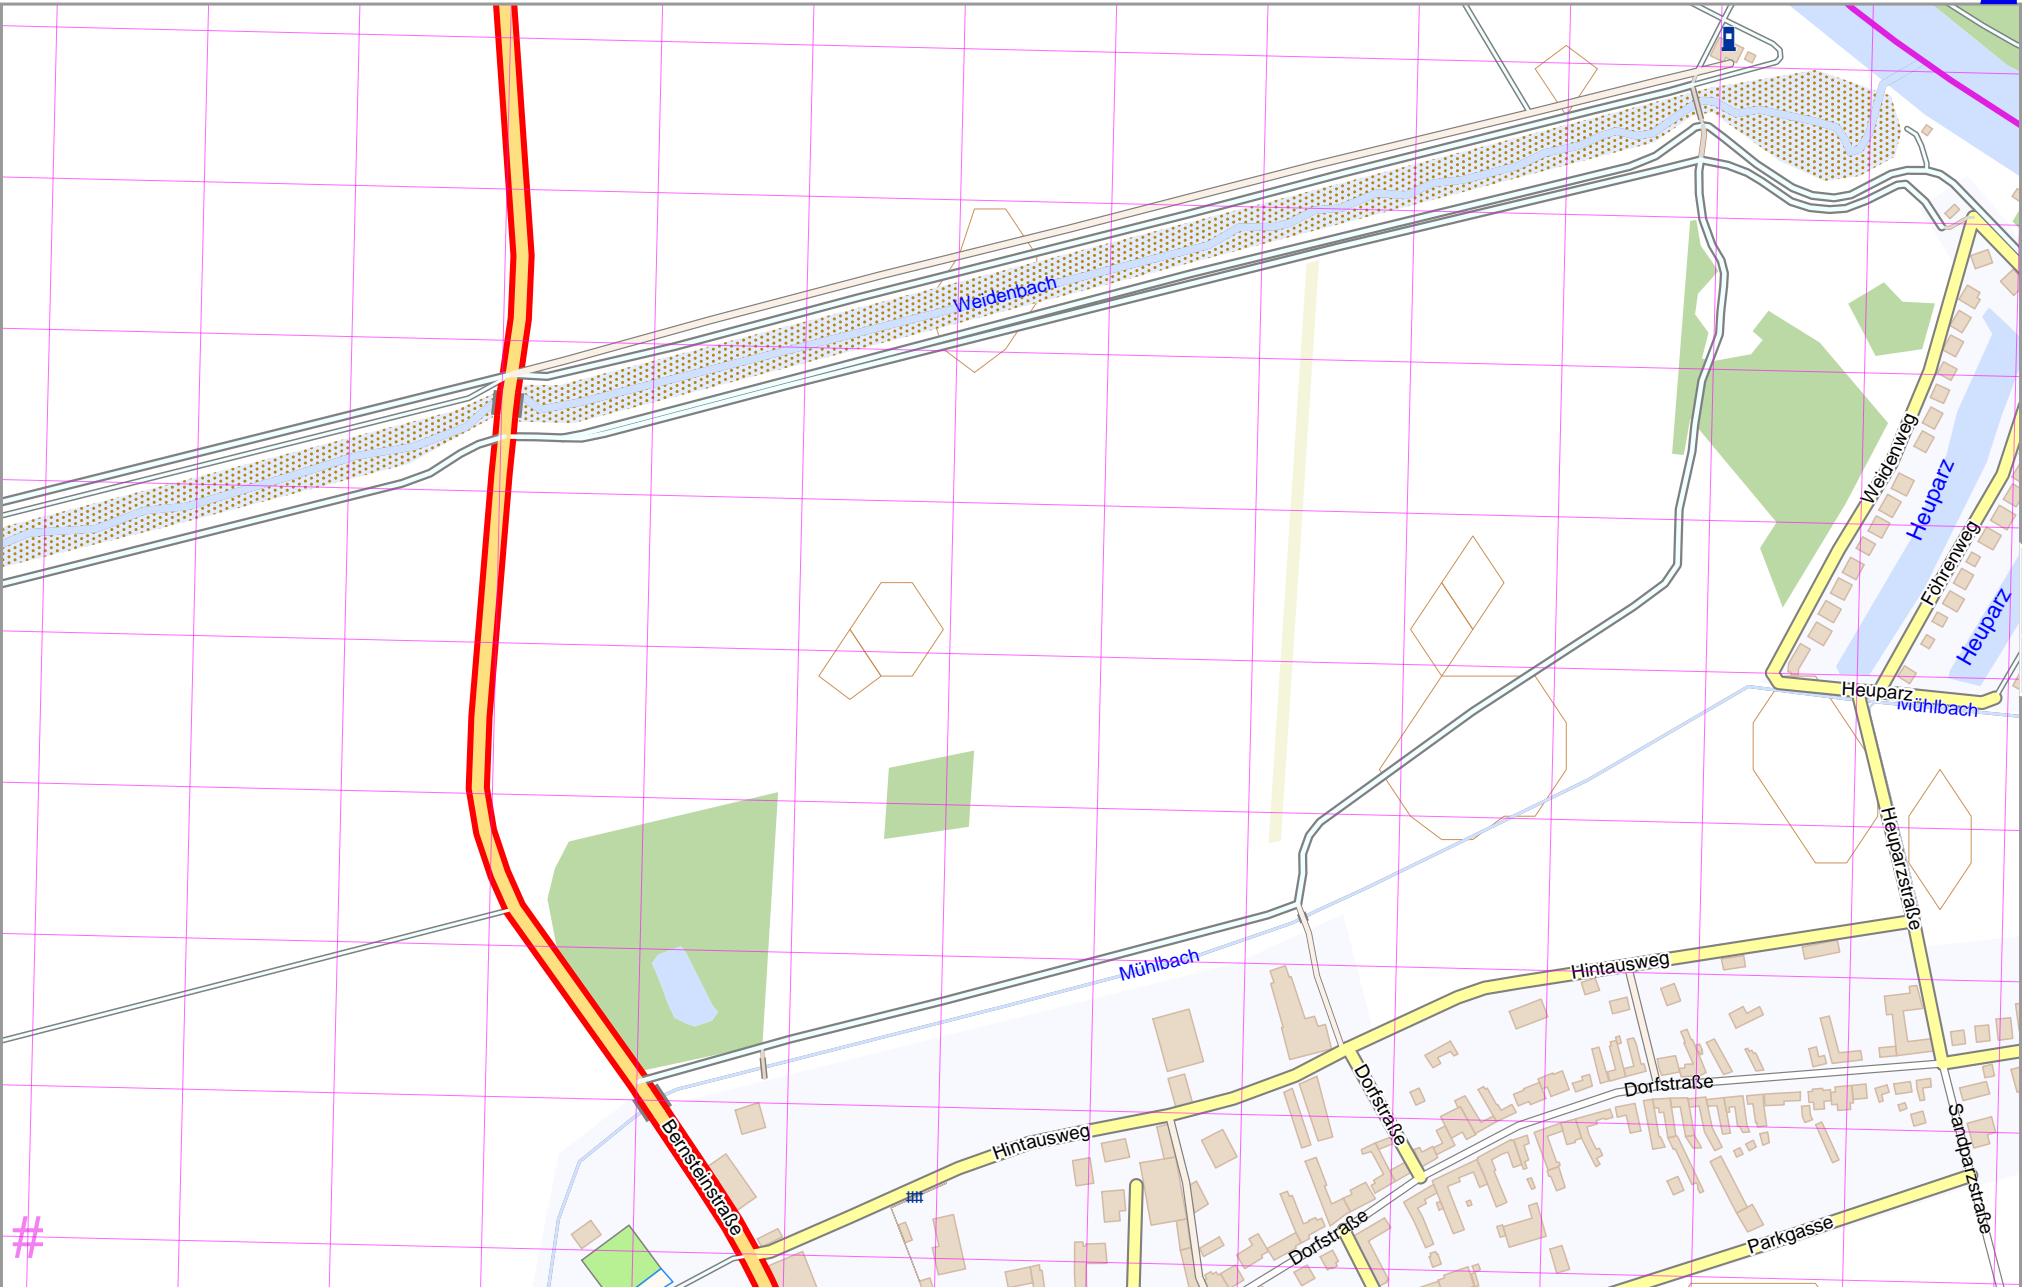 Weidenbach
Weidenweg
Heuparz
Föhrenweg
Heuparz
Heuparz
Mühlbach
Heuparzstraße
Mühlbach
Hintausweg
Dorfstraße
Dorfstraße
Bernsteinstraße
Hintausweg
Sandparzstraße
Dorfstraße
Parkgasse
#